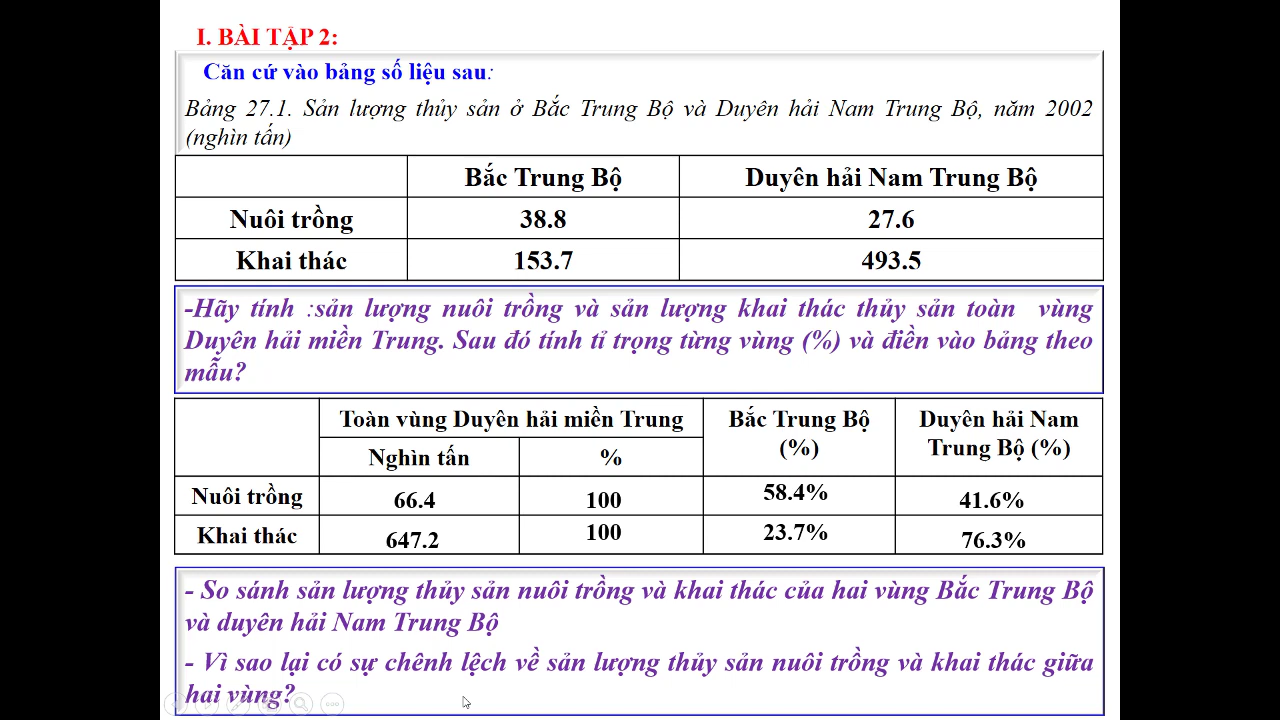 I. BÀI TẬP 2:
Căn cứ vào bảng số liệu sau:
Bảng 27.1. Sản lượng thủy sản ở Bắc Trung Bộ và Duyên hải Nam Trung Bộ, năm 2002
(nghìn tấn)
Bắc Trung Bộ Duyên hải Nam Trung Bộ
Nuôi trồng 38.8 27.6
Khai thác 153.7 493.5
-Hãy tính :sản lượng nuôi trồng và sản lượng khai thác thủy sản toàn vùng
Duyên hải miền Trung. Sau đó tính tỉ trọng từng vùng (%) và điền vào bảng theo
mẫu?
Toàn vùng Duyên hải miền Trung Bắc Trung Bộ Duyên hải Nam
(%) Trung Bộ (%)
Nghìn tấn %
Nuôi trồng 66.4 100 58.4% 41.6%
Khai thác 647.2 100 23.7% 76.3%
- So sánh sản lượng thủy sản nuôi trồng và khai thác của hai vùng Bắc Trung Bộ
và duyên hải Nam Trung Bộ
- Vì sao lại có sự chênh lệch về sản lượng thủy sản nuôi trồng và khai thác giữa
hai vùng?